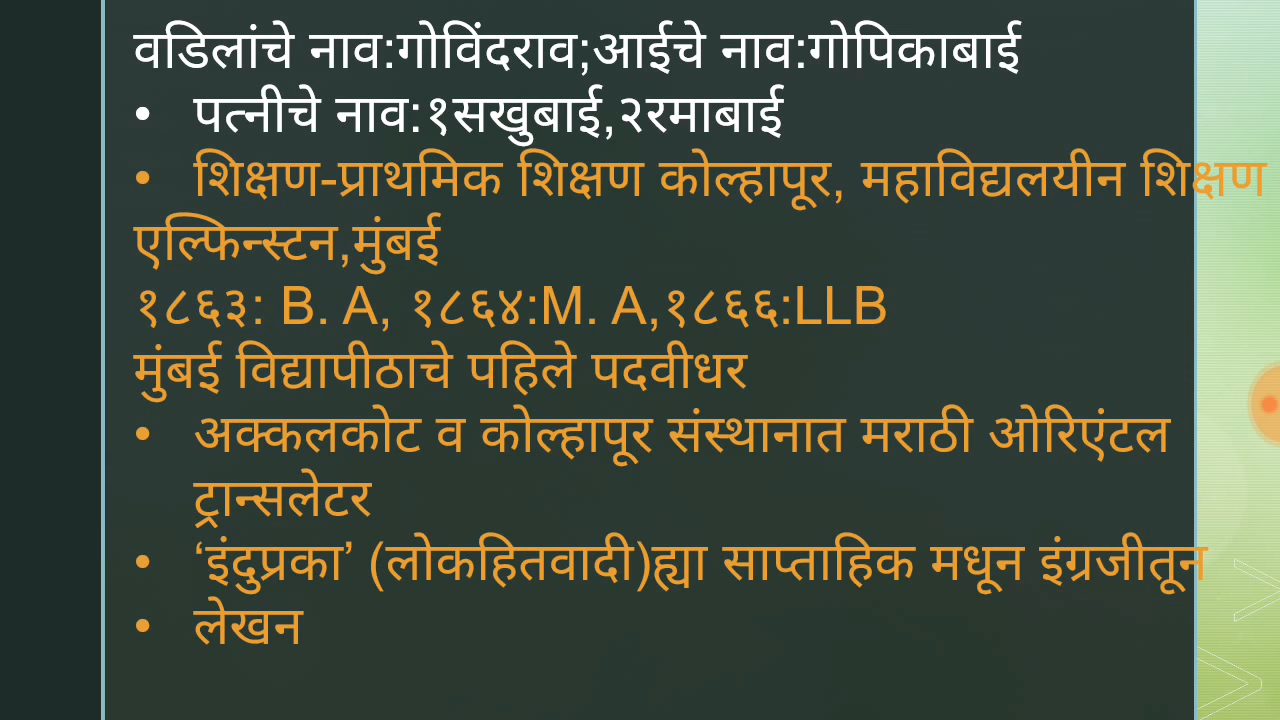 वडिलांचे नाव:गोविंदराव;आईचे नाव:गोपिकाबाई
• पत्नीचे नाव:१सखुबाई,२रमाबाई
• शिक्षण-प्राथमिक शिक्षण कोल्हापूर, महाविद्यलयीन शिक्षण
एल्फिन्स्टन,मुंबई
१८६३: B. A, १८६४:M. A,१८६६:LLB
मुंबई विद्यापीठाचे पहिले पदवीधर
• अक्कलकोट व कोल्हापूर संस्थानात मराठी ओरिएंटल
ट्रान्सलेटर
• ‘इंदुप्रका’ (लोकहितवादी)ह्या साप्ताहिक मधून इंग्रजीतून
• लेखन